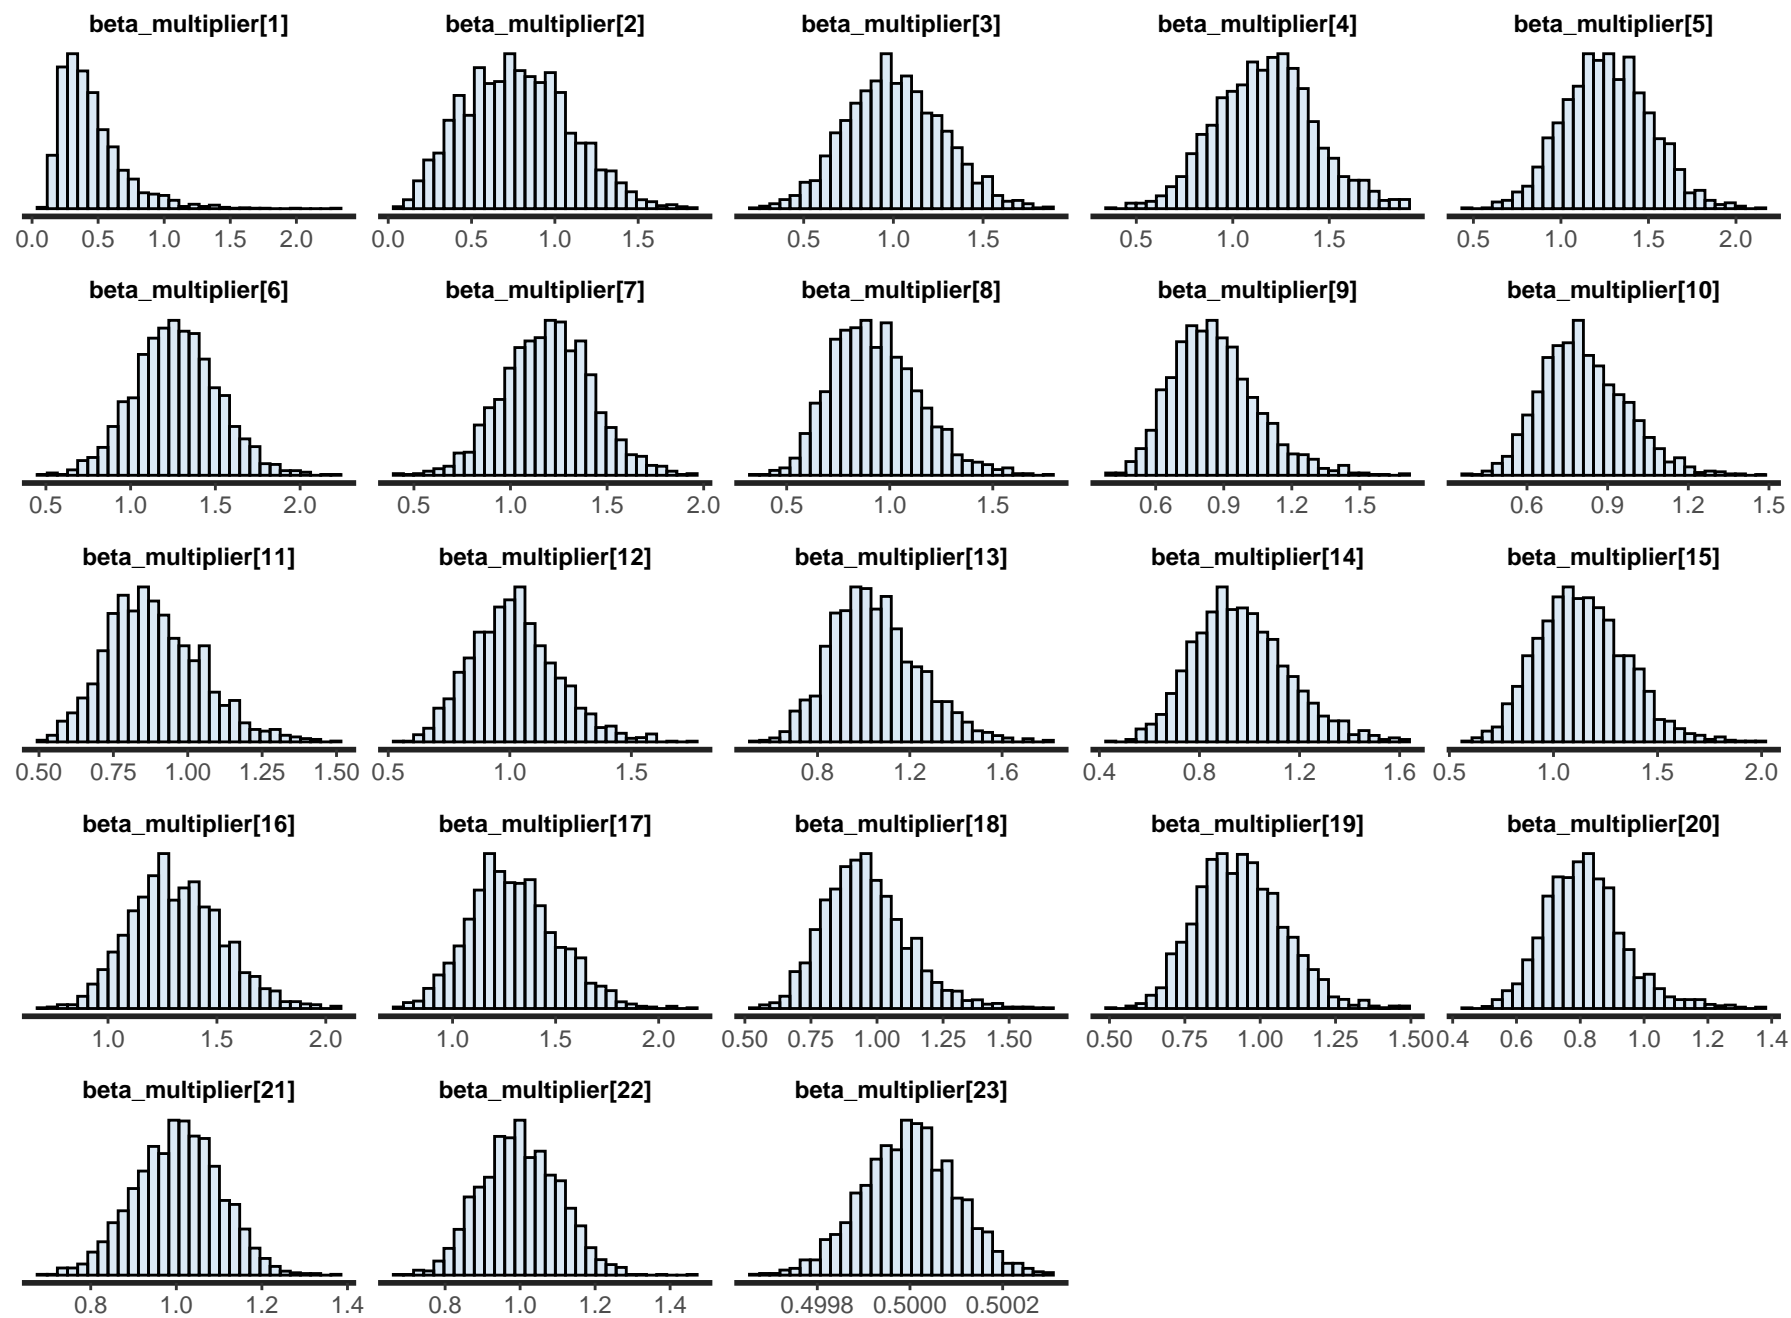 beta_multiplier[1] beta_multiplier[2] beta_multiplier[3] beta_multiplier[4] beta_multiplier[5]
0.0 0.5 1.0 1.5 2.0 0.0 0.5 1.0 1.5 0.5 1.0 1.5 0.5 1.0 1.5 0.5 1.0 1.5 2.0
beta_multiplier[6] beta_multiplier[7] beta_multiplier[8] beta_multiplier[9] beta_multiplier[10]
0.5 1.0 1.5 2.0 0.5 1.0 1.5 2.0 0.5 1.0 1.5 0.6 0.9 1.2 1.5 0.6 0.9 1.2 1.5
beta_multiplier[11] beta_multiplier[12] beta_multiplier[13] beta_multiplier[14] beta_multiplier[15]
0.50 0.75 1.00 1.25 1.50 0.5 1.0 1.5 0.8 1.2 1.6 0.4 0.8 1.2 1.6 0.5 1.0 1.5 2.0
beta_multiplier[16] beta_multiplier[17] beta_multiplier[18] beta_multiplier[19] beta_multiplier[20]
1.0 1.5 2.0 1.0 1.5 2.0 0.50 0.75 1.00 1.25 1.50 0.50 0.75 1.00 1.25 1.50 0.4 0.6 0.8 1.0 1.2 1.4
beta_multiplier[21] beta_multiplier[22] beta_multiplier[23]
0.8 1.0 1.2 1.4 0.8 1.0 1.2 1.4 0.4998 0.5000 0.5002